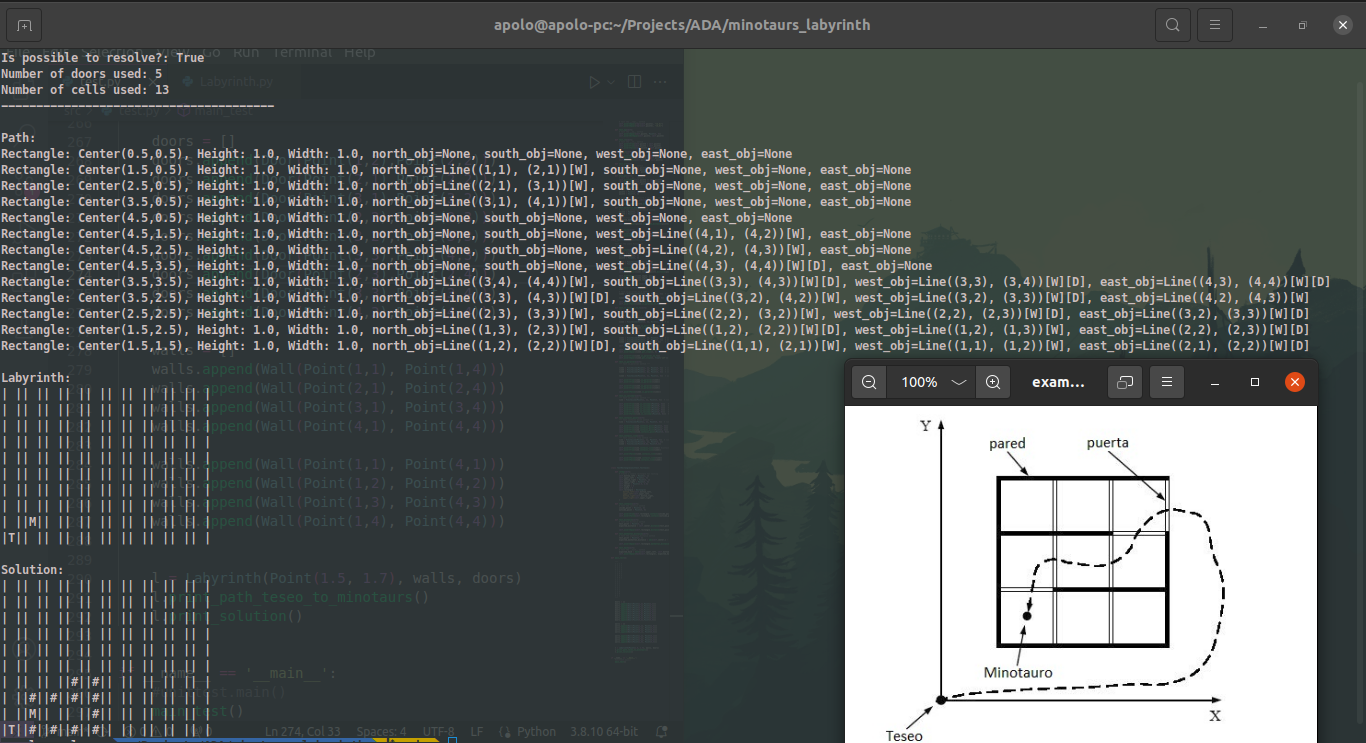 apolo@apolo-pc:~/Projects/ADA/minotaurs_labyrinth
File Edit Selection View Go Run Terminal Help
Is possible to resolve?: True
Number of doors used: 5
Number of cells used: 13
Labyrinth.py
---------------------------------------
Path:
Rectangle: Center(0.5,0.5), Height: 1.0, Width: 1.0, north_obj=None, south_obj=None, west_obj=None, east_obj=None
Rectangle: Center(1.5,0.5), Height: 1.0, Width: 1.0, north_obj=Line((1,1), (2,1))[W], south_obj=None, west_obj=None, east_obj=None
Rectangle: Center(2.5,0.5), Height: 1.0, Width: 1.0, north_obj=Line((2,1), (3,1))[W], south_obj=None, west_obj=None, east_obj=None
Rectangle: Center(3.5,0.5), Height: 1.0, Width: 1.0, north_obj=Line((3,1), (4,1))[W], south_obj=None, west_obj=None, east_obj=None
Rectangle: Center(4.5,0.5), Height: 1.0, Width: 1.0, north_obj=None, south_obj=None, west_obj=None, east_obj=None
Rectangle: Center(4.5,1.5), Height: 1.0, Width: 1.0, north_obj=None, south_obj=None, west_obj=Line((4,1), (4,2))[W], east_obj=None
Rectangle: Center(4.5,2.5), Height: 1.0, Width: 1.0, north_obj=None, south_obj=None, west_obj=Line((4,2), (4,3))[W], east_obj=None
Rectangle: Center(4.5,3.5), Height: 1.0, Width: 1.0, north_obj=None, south_obj=None, west_obj=Line((4,3), (4,4))[W][D], east_obj=None
Rectangle: Center(3.5,3.5), Height: 1.0, Width: 1.0, north_obj=Line((3,4), (4,4))[W], south_obj=Line((3,3), (4,3))[W][D], west_obj=Line((3,3), (3,4))[W][D], east_obj=Line((4,3), (4,4))[W][D]
Rectangle: Center(3.5,2.5), Height: 1.0, Width: 1.0, north_obj=Line((3,3), (4,3))[W][D], south_obj=Line((3,2), (4,2))[W], west_obj=Line((3,2), (3,3))[W][D], east_obj=Line((4,2), (4,3))[W]
Rectangle: Center(2.5,2.5), Height: 1.0, Width: 1.0, north_obj=Line((2,3), (3,3))[W], south_obj=Line((2,2), (3,2))[W], west_obj=Line((2,2), (2,3))[W][D], east_obj=Line((3,2), (3,3))[W][D]
Rectangle: Center(1.5,2.5), Height: 1.0, Width: 1.0, north_obj=Line((1,3), (2,3))[W], south_obj=Line((1,2), (2,2))[W][D], west_obj=Line((1,2), (1,3))[W], east_obj=Line((2,2), (2,3))[W][D]
Rectangle: Center(1.5,1.5), Height: 1.0, Width: 1.0, north_obj=Line((1,2), (2,2))[W][D], south_obj=Line((1,1), (2,1))[W], west_obj=Line((1,1), (1,2))[W], east_obj=Line((2,1), (2,2))[W][D]
Labyrinth:
| || || || || || || || || || |
| || || || || || || || || || |
| || || || || || || || || || |
| || || || || || || || || || |
| || || || || || || || || || |
| || || || || || || || || || |
| || || || || || || || || || |
| || || || || || || || || || |
| ||M|| || || || || || || || |
|T|| || || || || || || || || |
Solution:
| || || || || || || || || || |
| || || || || || || || || || |
| || || || || || || || || || |
| || || || || || || || || || |
| || || || || || || || || || |
| || || || || || || || || || |
| || || ||#||#|| || || || || |
| ||#||#||#||#|| || || || || |
| ||M|| || ||#|| || || || || |
|T||#||#||#||#|| || || || || |
267 doors = []
walls.append(Wall(Point(1,1), Point(1,4)))
walls.append(Wall(Point(2,1), Point(2,4)))
walls.append(Wall(Point(3,1), Point(3,4)))
walls.append(Wall(Point(4,1), Point(4,4)))
walls.append(Wall(Point(1,1), Point(4,1)))
walls.append(Wall(Point(1,2), Point(4,2)))
walls.append(Wall(Point(1,3), Point(4,3)))
walls.append(Wall(Point(1,4), Point(4,4)))
289
l = Labyrinth(Point(1.5, 1.7), walls, doors)
l.print_path_teseo_to_minotaurs()
l.print_solution()
== '__main__':
Ln 274, Col 33 Spaces: 4 UTF-8 LF Python 3.8.10 64-bit
100% exam...
Y
pared
puerta
Minotauro
X
Teseo